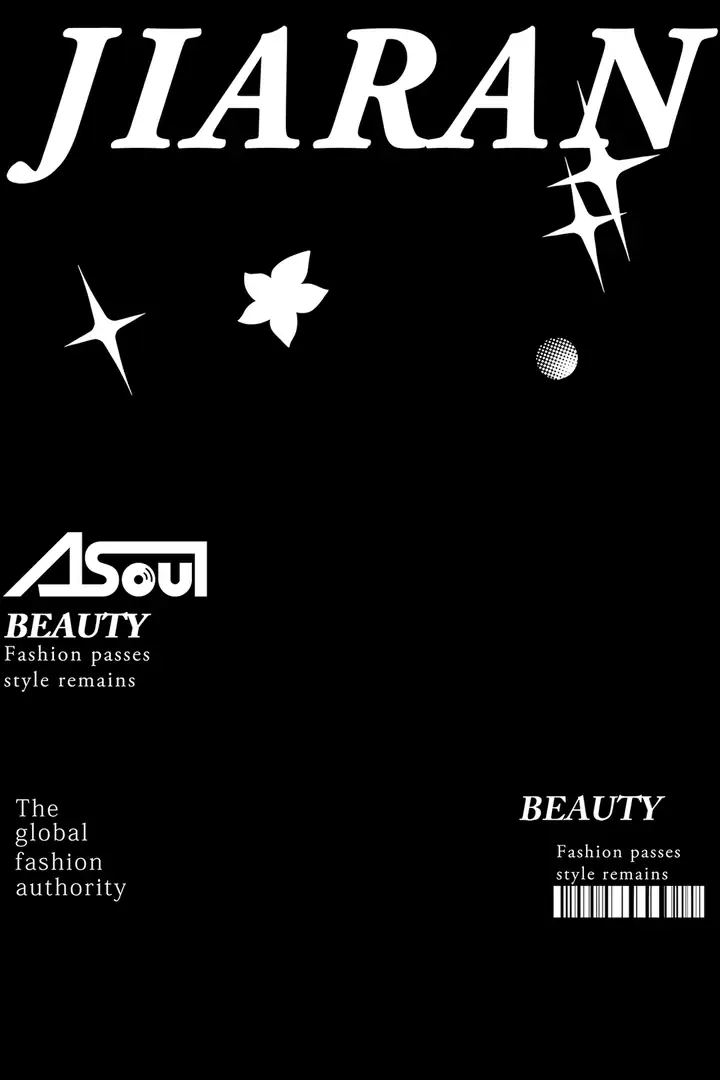 JIARAN
ASoul
BEAUTY
Fashion passes
style remains
The
global
fashion
authority
BEAUTY
Fashion passes
style remains